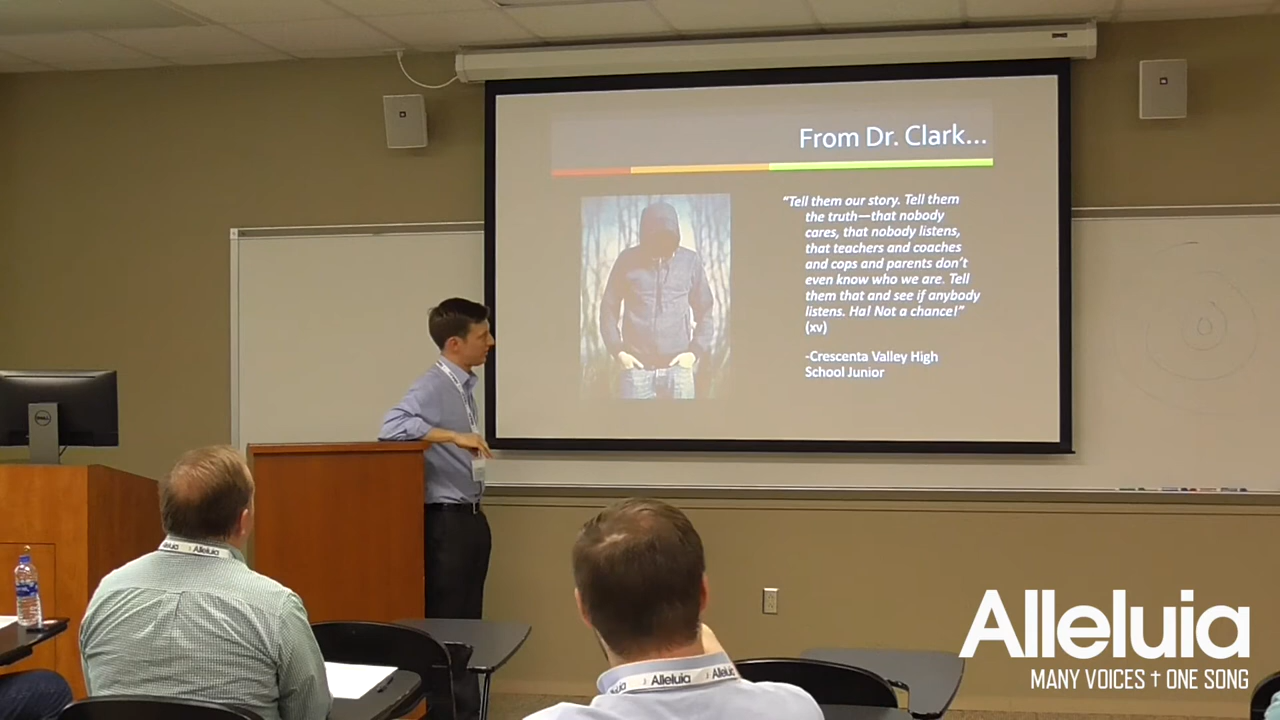 From Dr. Clark...
"Tell them our story. Tell them
the truth—that nobody
cares, that nobody listens,
that teachers and coaches
and cops and parents don't
even know who we are. Tell
them that and see if anybody
listens. Ha! Not a chance!"
(xv)
-Crescenta Valley High
School Junior
DELL
Alleluia
Alleluia
Alleluia
MANY VOICES † ONE SONG